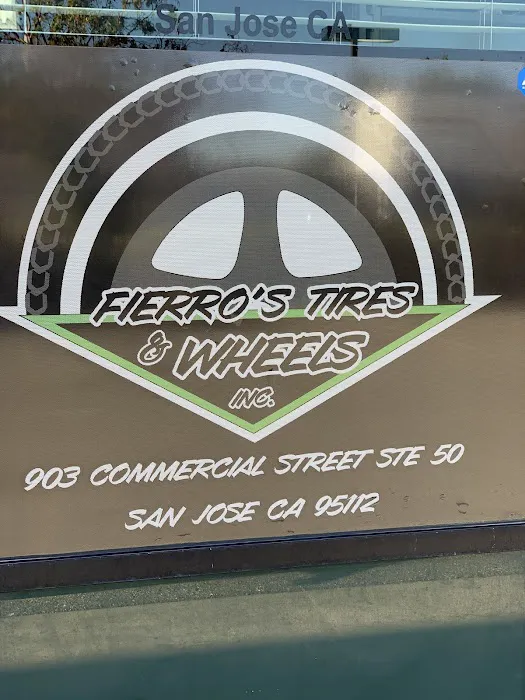 San Jose CA
FIERRO'S TIRES
& WHEELS
INC.
903 COMMERCIAL STREET STE 50
SAN JOSE CA 95112